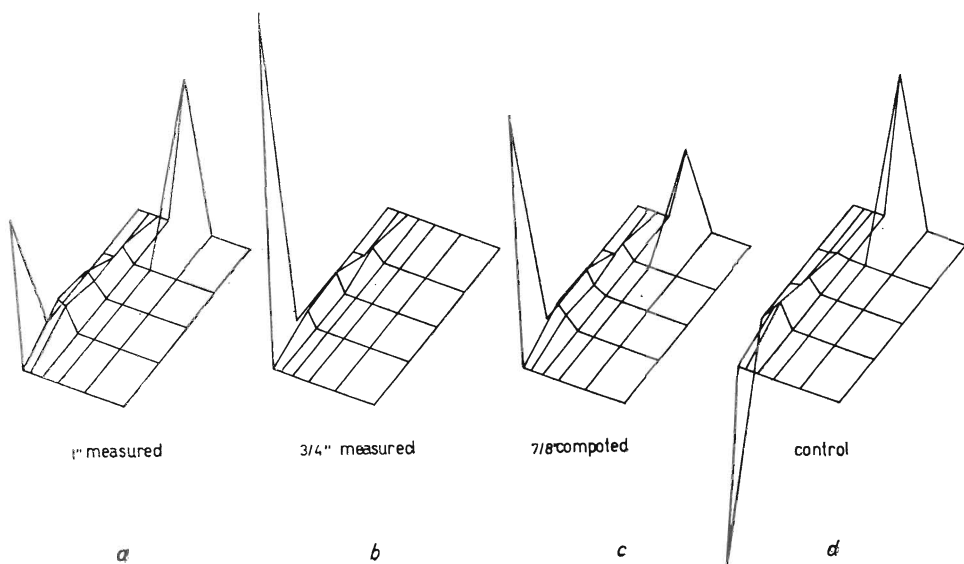 1" measured
3/4" measured
7/8"compoted
control
a
b
c
d